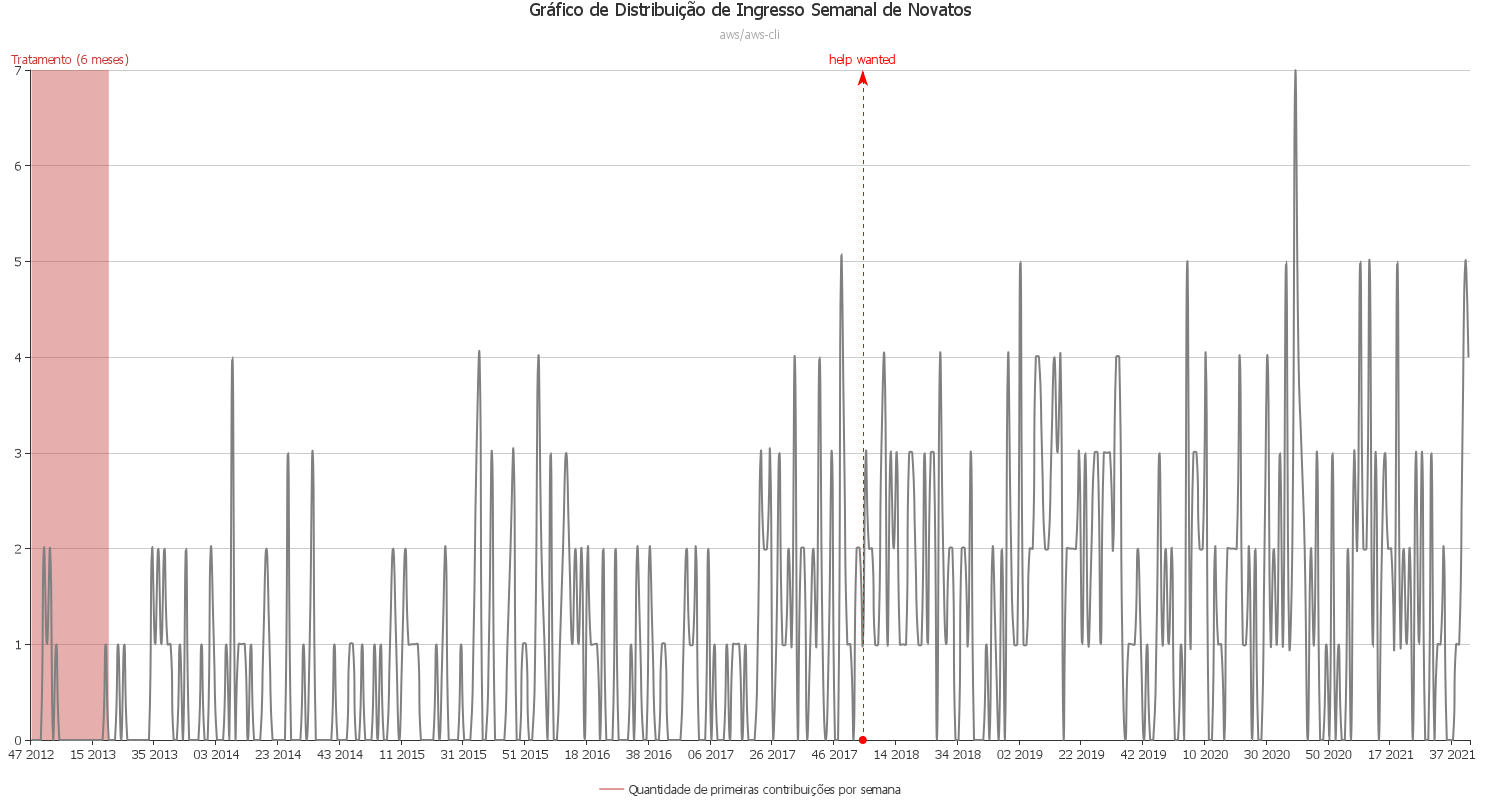 Gráfico de Distribuição de Ingresso Semanal de Novatos
aws/aws-cli
Tratamento (6 meses)
help wanted
7
6
5
4
3
2
1
0
47 2012 15 2013 35 2013 03 2014 23 2014 43 2014 11 2015 31 2015 51 2015 18 2016 38 2016 06 2017 26 2017 46 2017 14 2018 34 2018 02 2019 22 2019 42 2019 10 2020 30 2020 50 2020 17 2021 37 2021
Quantidade de primeiras contribuições por semana